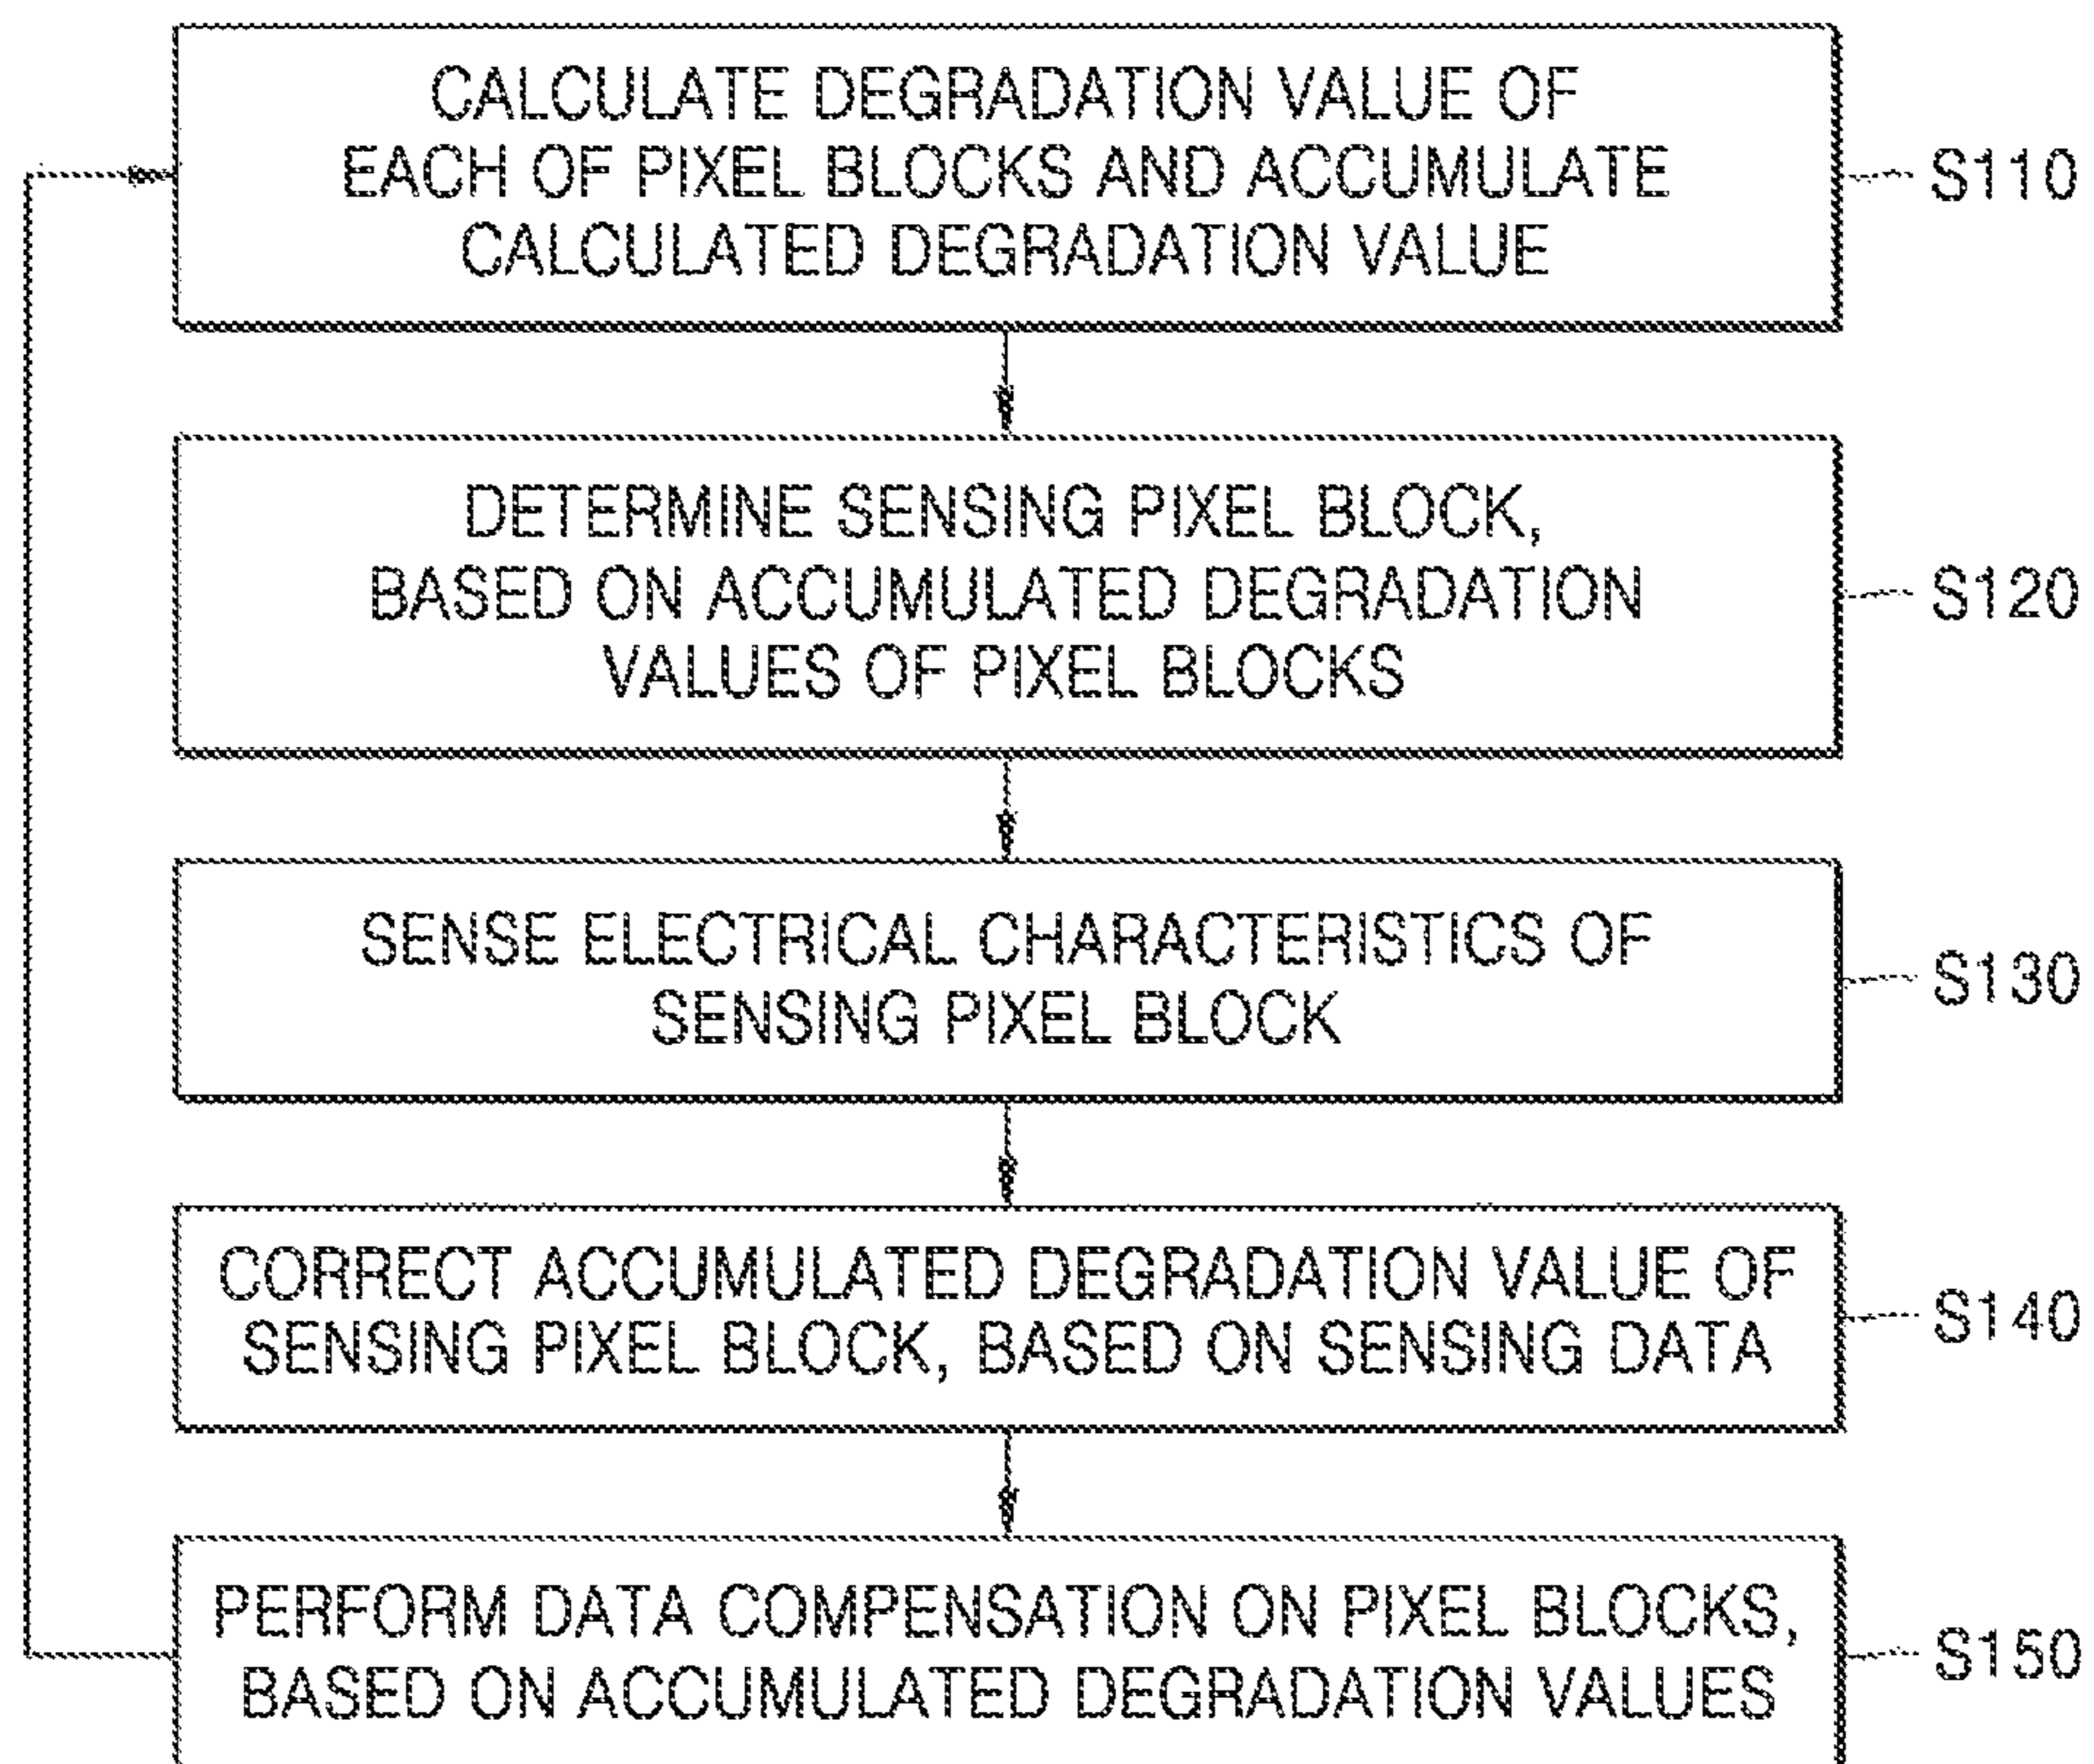 CALCULATE DEGRADATION VALUE OF
EACH OF PIXEL BLOCKS AND ACCUMULATE
CALCULATED DEGRADATION VALUE
S110
DETERMINE SENSING PIXEL BLOCK,
BASED ON ACCUMULATED DEGRADATION
VALUES OF PIXEL BLOCKS
S120
SENSE ELECTRICAL CHARACTERISTICS OF
SENSING PIXEL BLOCK
S130
CORRECT ACCUMULATED DEGRADATION VALUE OF
SENSING PIXEL BLOCK, BASED ON SENSING DATA
S140
PERFORM DATA COMPENSATION ON PIXEL BLOCKS,
BASED ON ACCUMULATED DEGRADATION VALUES
S150